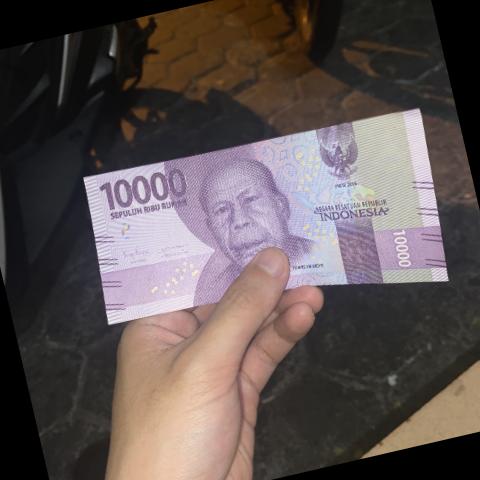 10000
SEPULUH RIBU RUPIAH
NEGARA KESATUAN REPUBLIK
INDONESIA
10000